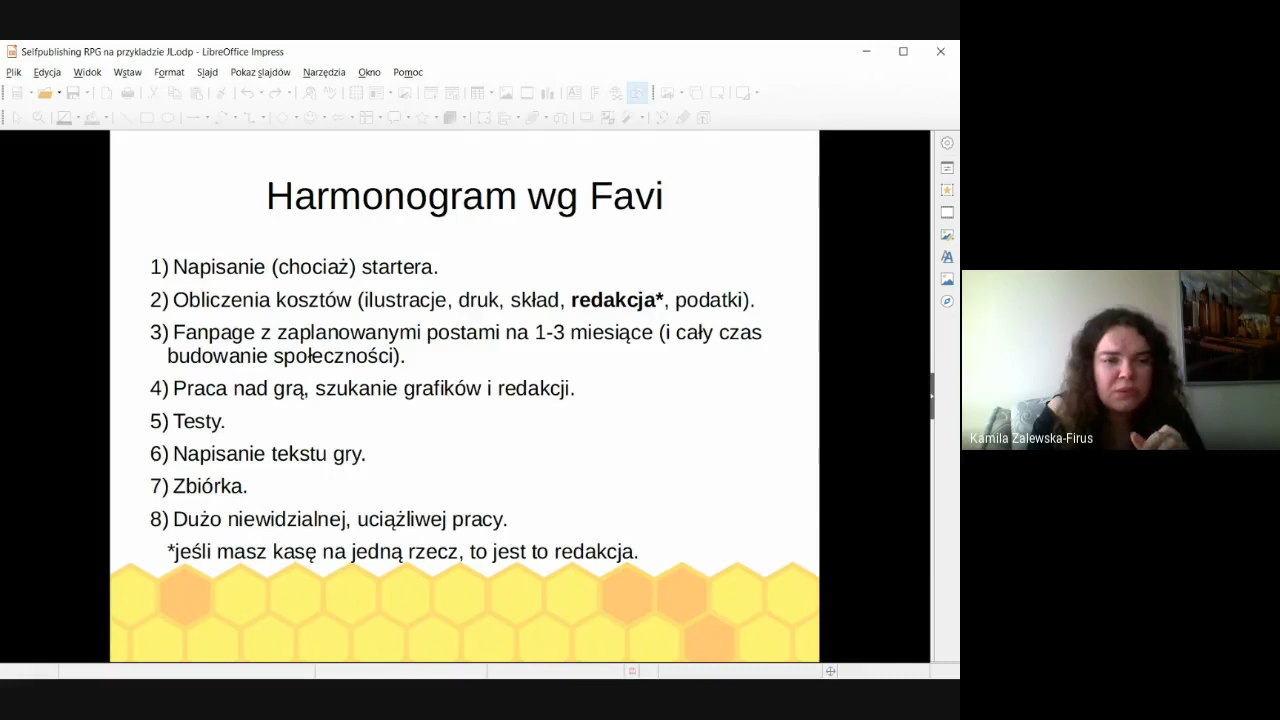 Selfpublishing RPG na przykladzie JL.odp - LibreOffice Impress
Plik Edycja Widok Wstaw Format Slajd Pokaz slajdów Narzędzia Okno Pomoc
Harmonogram wg Favi
1) Napisanie (chociaż) startera.
2) Obliczenia kosztów (ilustracje, druk, skład, redakcja*, podatki).
3) Fanpage z zaplanowanymi postami na 1-3 miesiące (i cały czas
budowanie społeczności).
4) Praca nad grą, szukanie grafików i redakcji.
5) Testy.
6) Napisanie tekstu gry.
7) Zbiórka.
8) Dużo niewidzialnej, uciążliwej pracy.
*jeśli masz kasę na jedną rzecz, to jest to redakcja.
Kamila Zalewska-Firus